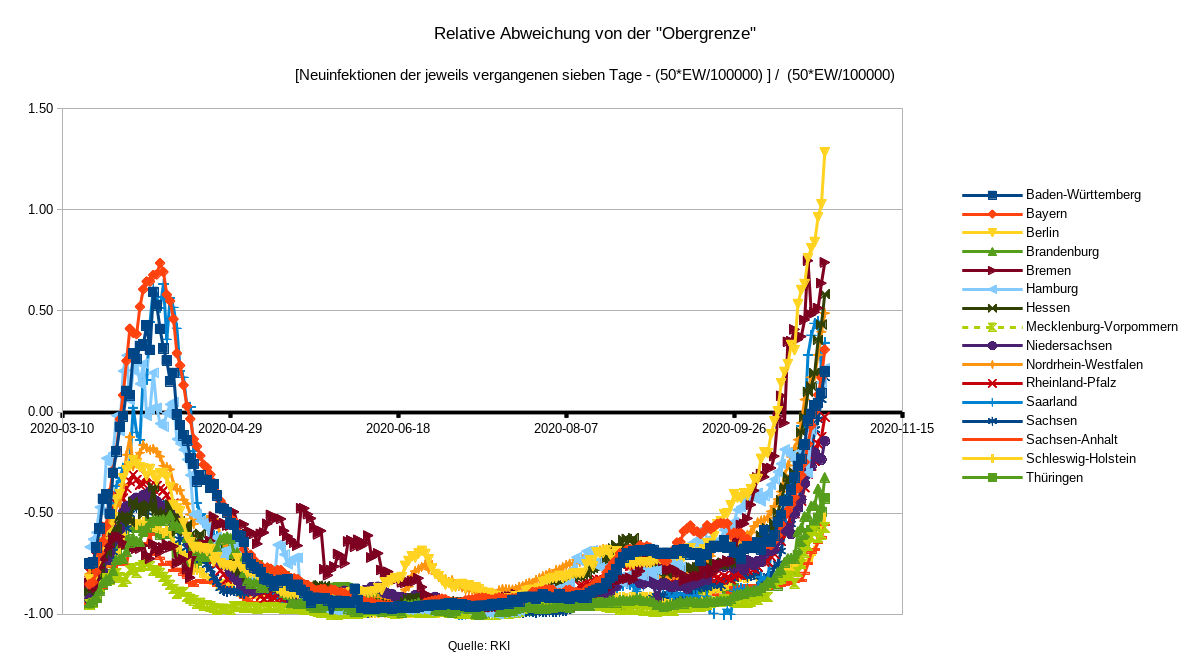 Relative Abweichung von der "Obergrenze"
[Neuinfektionen der jeweils vergangenen sieben Tage - (50*EW/100000) ] / (50*EW/100000)
1.50
1.00
0.50
0.00
2020-03-10 2020-04-29 2020-06-18 2020-08-07 2020-09-26 2020-11-15
-0.50
-1.00
Baden-Württemberg
Bayern
Berlin
Brandenburg
Bremen
Hamburg
Hessen
Mecklenburg-Vorpommern
Niedersachsen
Nordrhein-Westfalen
Rheinland-Pfalz
Saarland
Sachsen
Sachsen-Anhalt
Schleswig-Holstein
Thüringen
Quelle: RKI